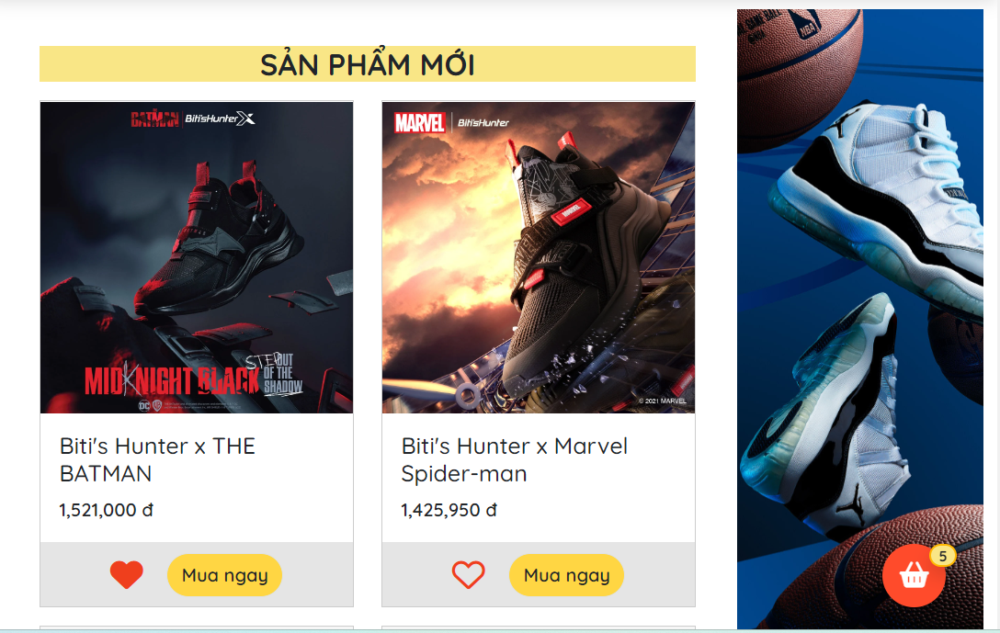 SẢN PHẨM MỚI
BATMAN Biti'sHunter X
MIDKNIGHT BLACK
STEP OUT
OF THE
SHADOW
DC
Biti's Hunter x THE
BATMAN
1,521,000 đ
Mua ngay
MARVEL Biti'sHunter
MARVEL
© 2021 MARVEL
Biti's Hunter x Marvel
Spider-man
1,425,950 đ
Mua ngay
NBA
5